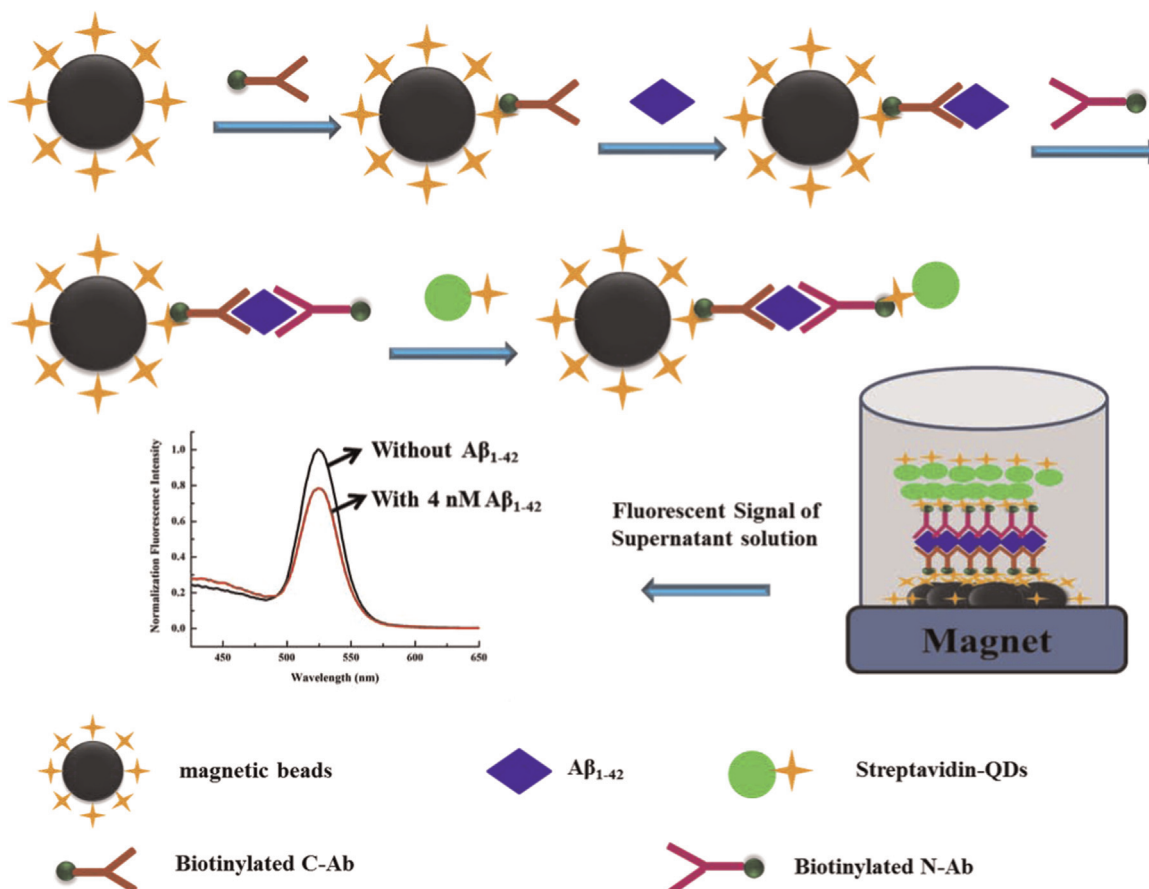 Normalization Fluorescence Intensity
1.0
0.8
0.6
0.4
0.2
0.0
450
500
550
600
650
Wavelength (nm)
Without Aβ₁₋₄₂
With 4 nM Aβ₁₋₄₂
Fluorescent Signal of
Supernatant solution
Magnet
magnetic beads
Aβ₁₋₄₂
Streptavidin-QDs
Biotinylated C-Ab
Biotinylated N-Ab